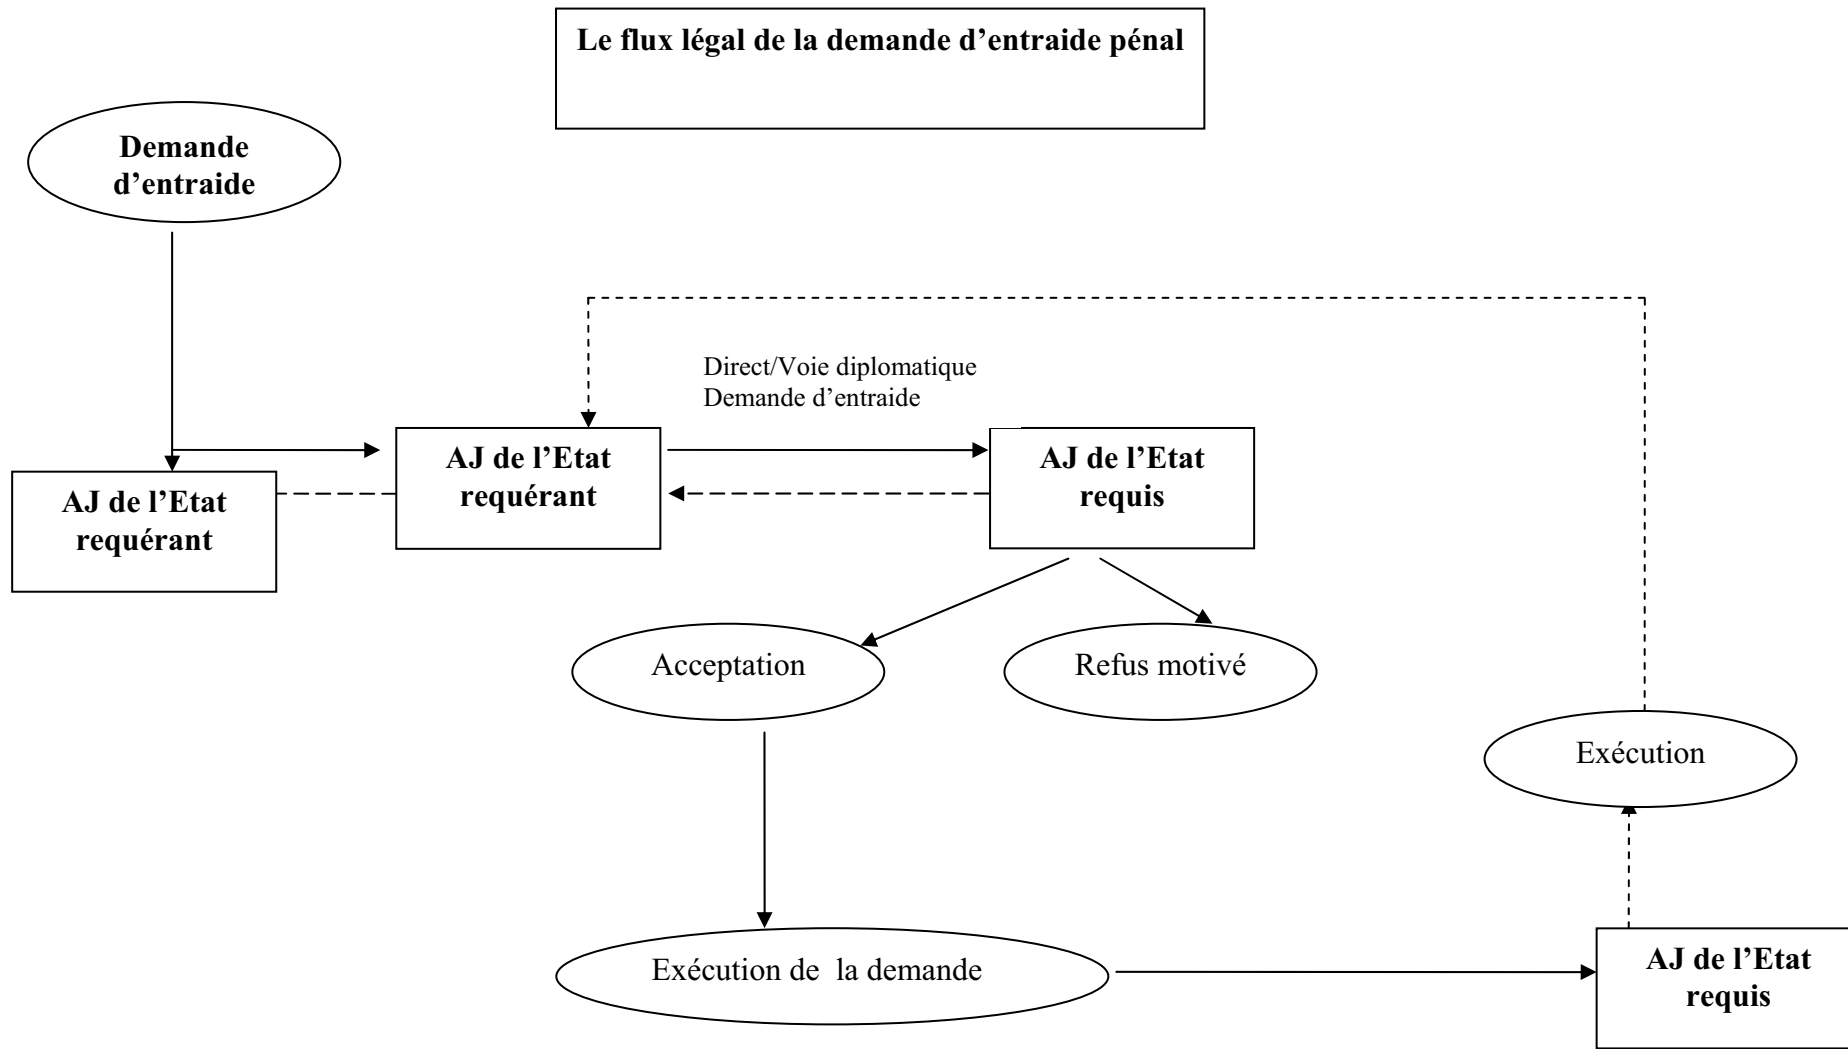 Le flux légal de la demande d’entraide pénal
Demande
d’entraide
Direct/Voie diplomatique
Demande d’entraide
AJ de l’Etat
requérant
AJ de l’Etat
requérant
AJ de l’Etat
requis
Acceptation
Refus motivé
Exécution
Exécution de  la demande
AJ de l’Etat
requis